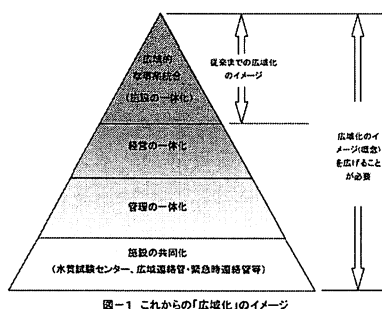 広域的
な事業統合
(施設の一体化)
従来までの広域化
のイメージ
経営の一体化
広域化のイ
メージ(概念)
を広げること
が必要
管理の一体化
施設の共同化
(水質試験センター、広域連絡管・緊急時連絡管等)
図-1 これからの「広域化」のイメージ